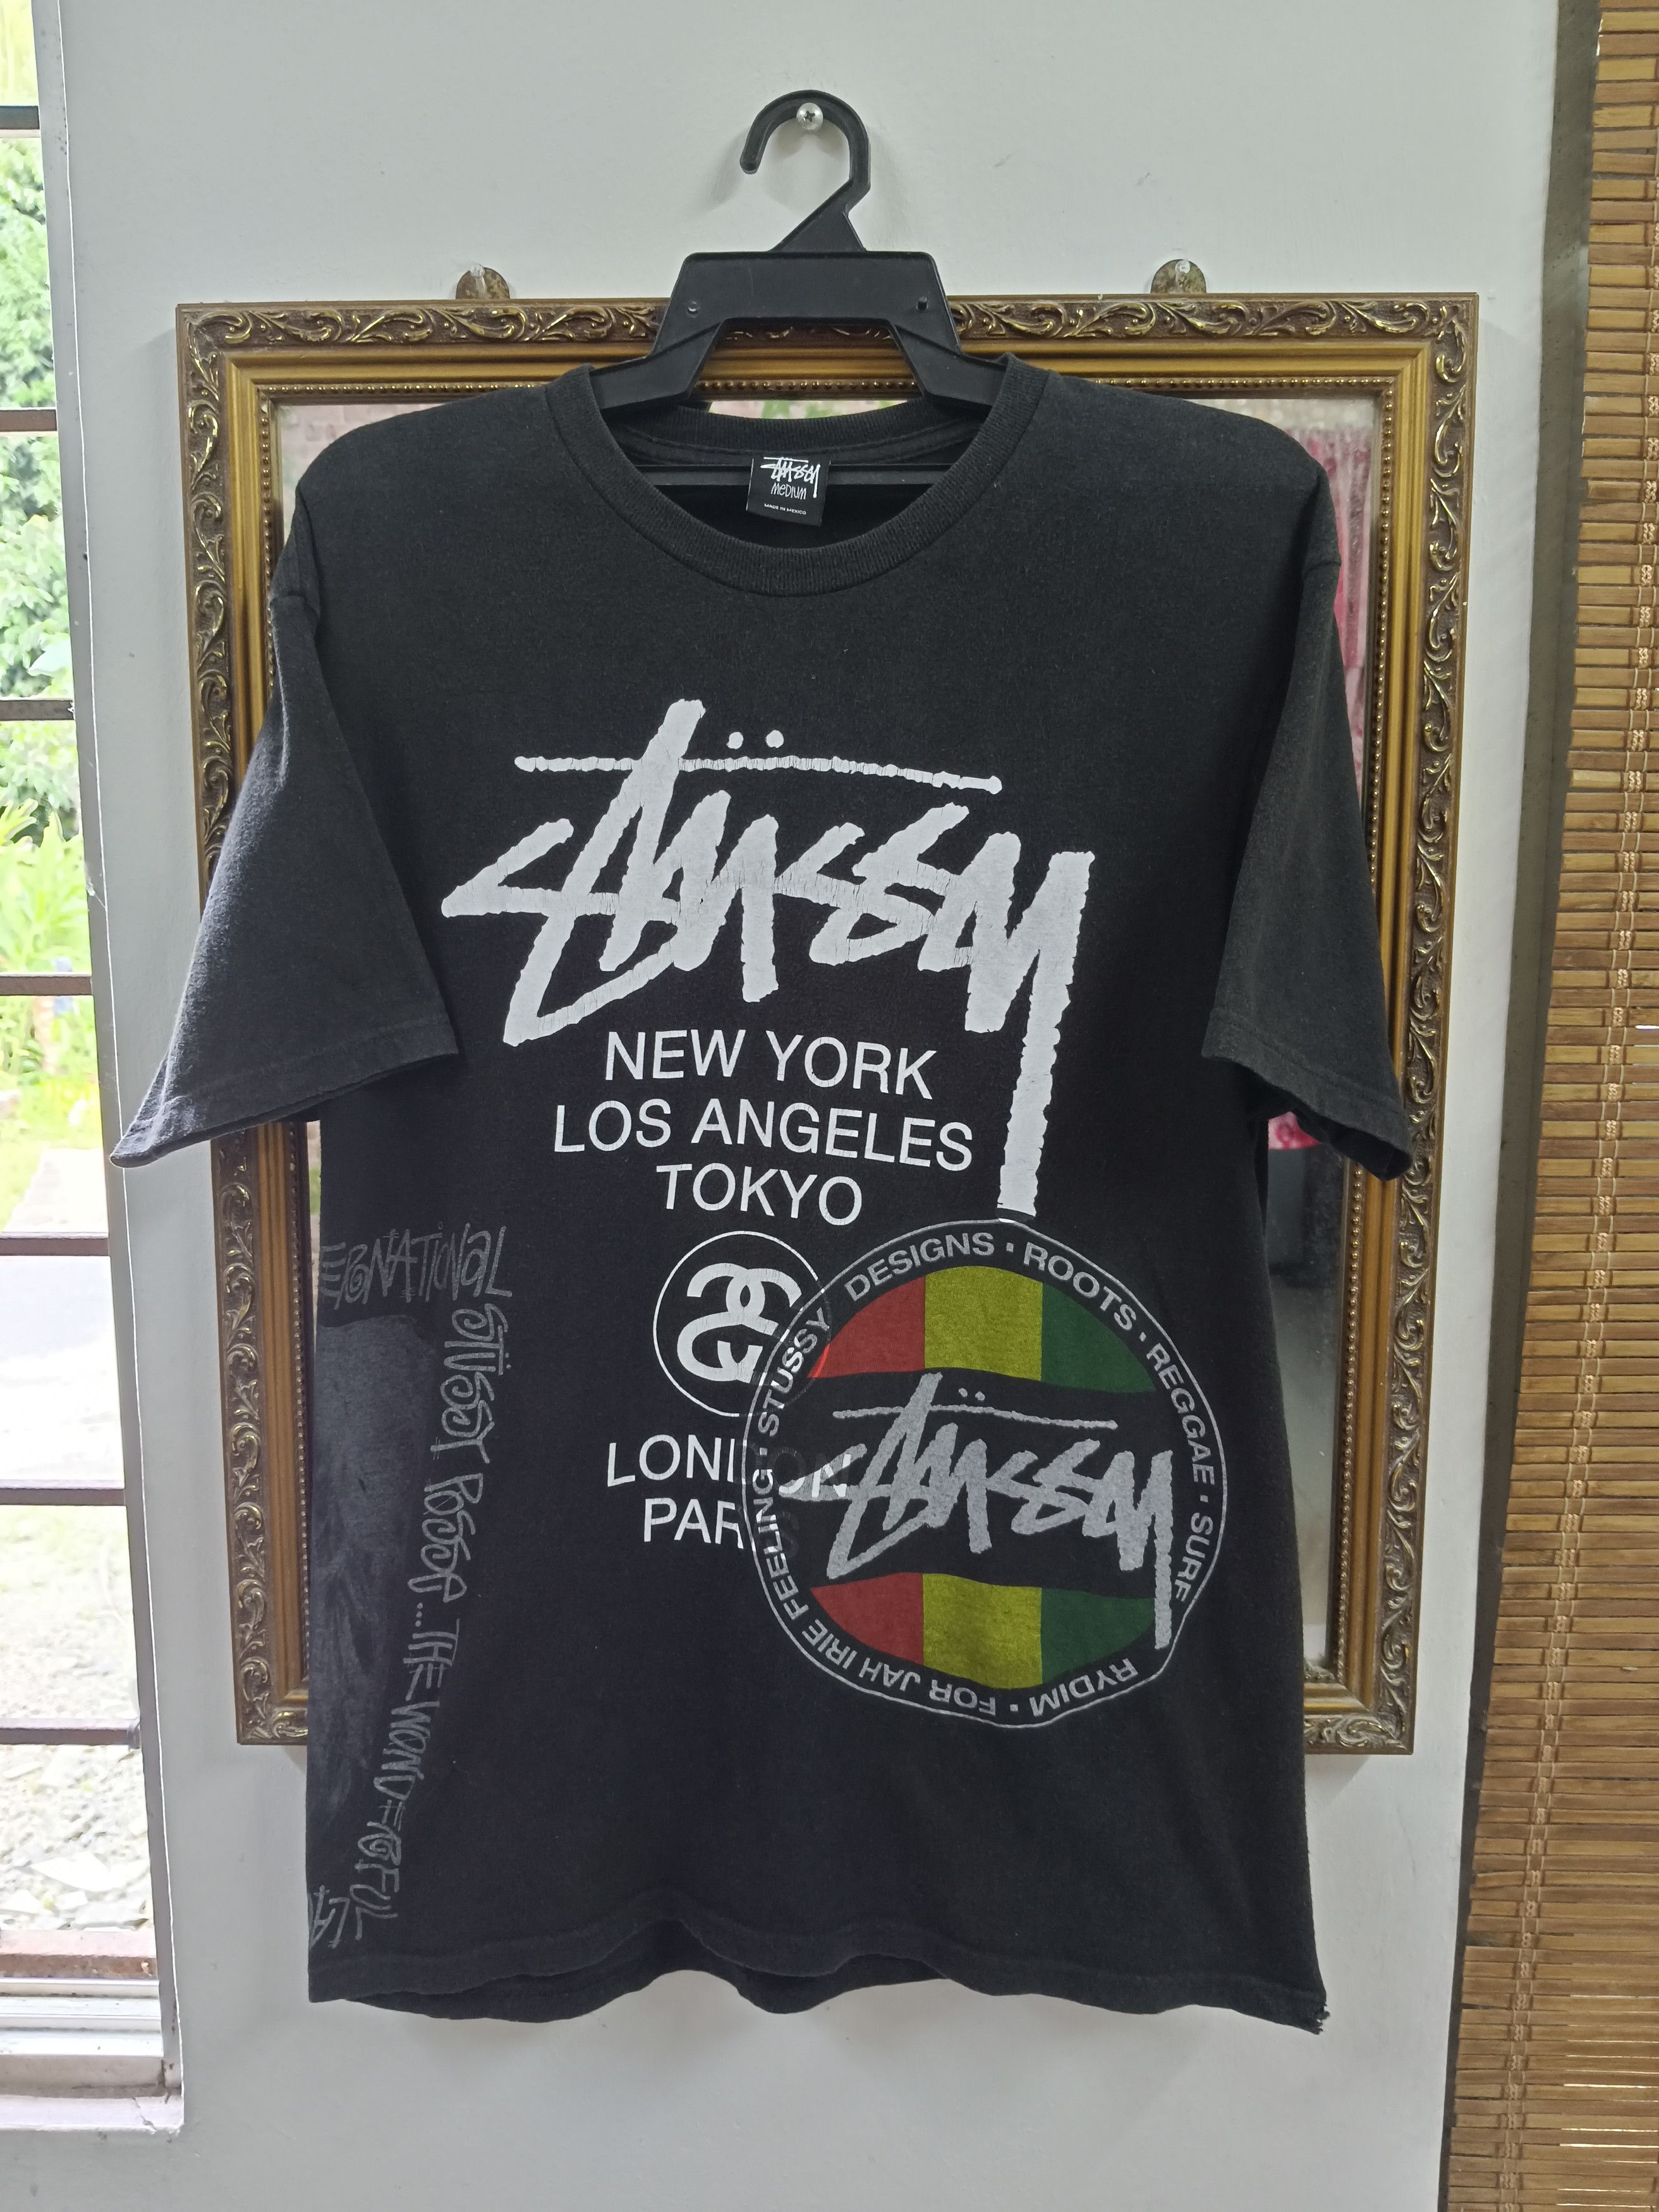 STÜSSY
MEDIUM
MADE IN MEXICO
STÜSSY
NEW YORK
LOS ANGELES
TOKYO
LONDON
STUSSY DESIGNS · ROOTS · REGGAE · SURF RYDIM · FOR JAH IRIE FEELING ·
STÜSSY
STÜSSY POSSE...THE WONDERFUL